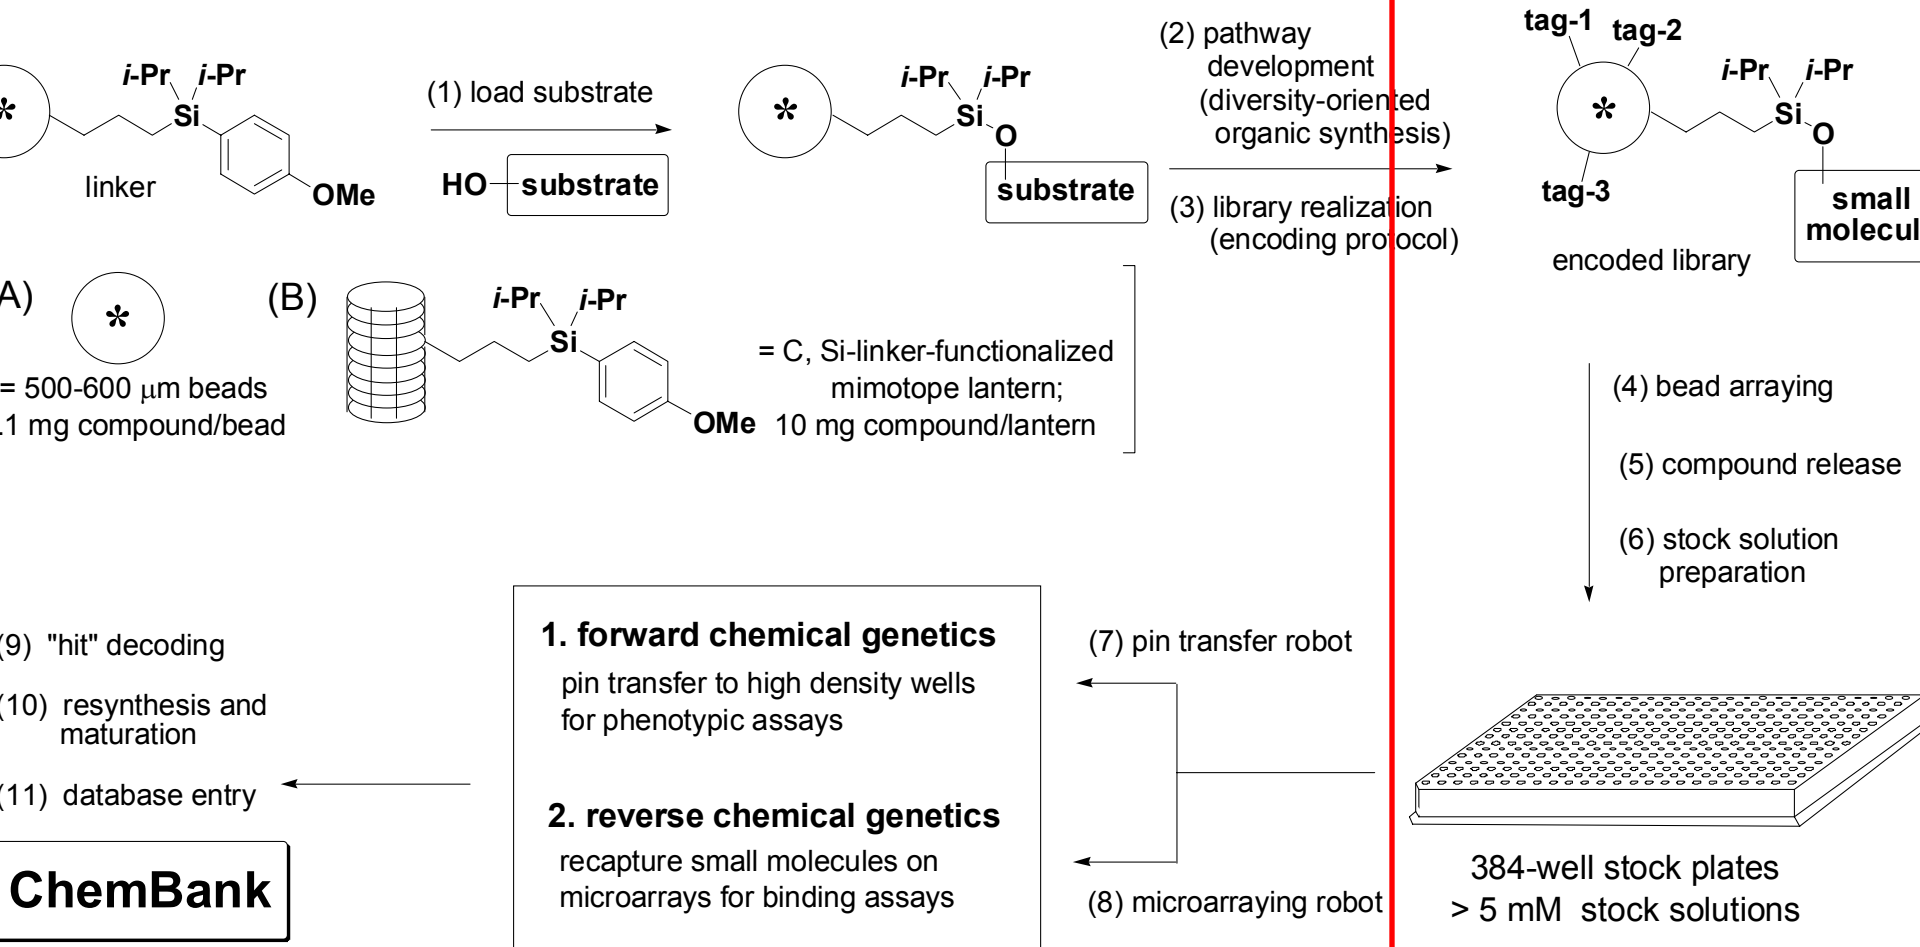 i-Pr i-Pr
Si
OMe
linker
(1) load substrate
HO substrate
*
i-Pr i-Pr
Si
O
substrate
(2) pathway
development
(diversity-oriented
organic synthesis)
(3) library realization
(encoding protocol)
tag-1
tag-2
tag-3
*
i-Pr i-Pr
Si
O
small
molecul
encoded library
A)
*
= 500-600 μm beads
.1 mg compound/bead
(B)
i-Pr i-Pr
Si
OMe
= C, Si-linker-functionalized
mimotope lantern;
10 mg compound/lantern
(4) bead arraying
(5) compound release
(6) stock solution
preparation
384-well stock plates
> 5 mM stock solutions
(7) pin transfer robot
(8) microarraying robot
1. forward chemical genetics
pin transfer to high density wells
for phenotypic assays
2. reverse chemical genetics
recapture small molecules on
microarrays for binding assays
(9) "hit" decoding
(10) resynthesis and
maturation
(11) database entry
ChemBank